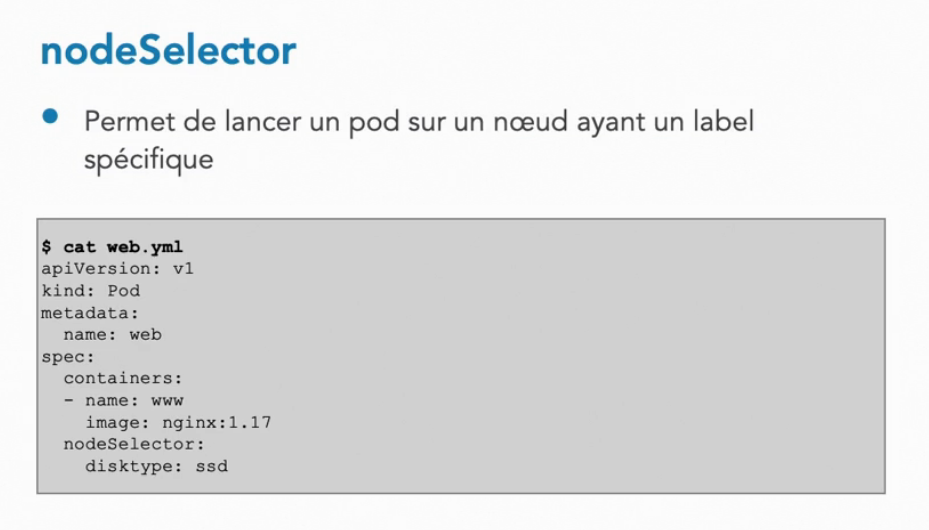 nodeSelector
Permet de lancer un pod sur un nœud ayant un label
spécifique
$ cat web.yml
apiVersion: v1
kind: Pod
metadata:
  name: web
spec:
  containers:
  - name: www
    image: nginx:1.17
  nodeSelector:
    disktype: ssd